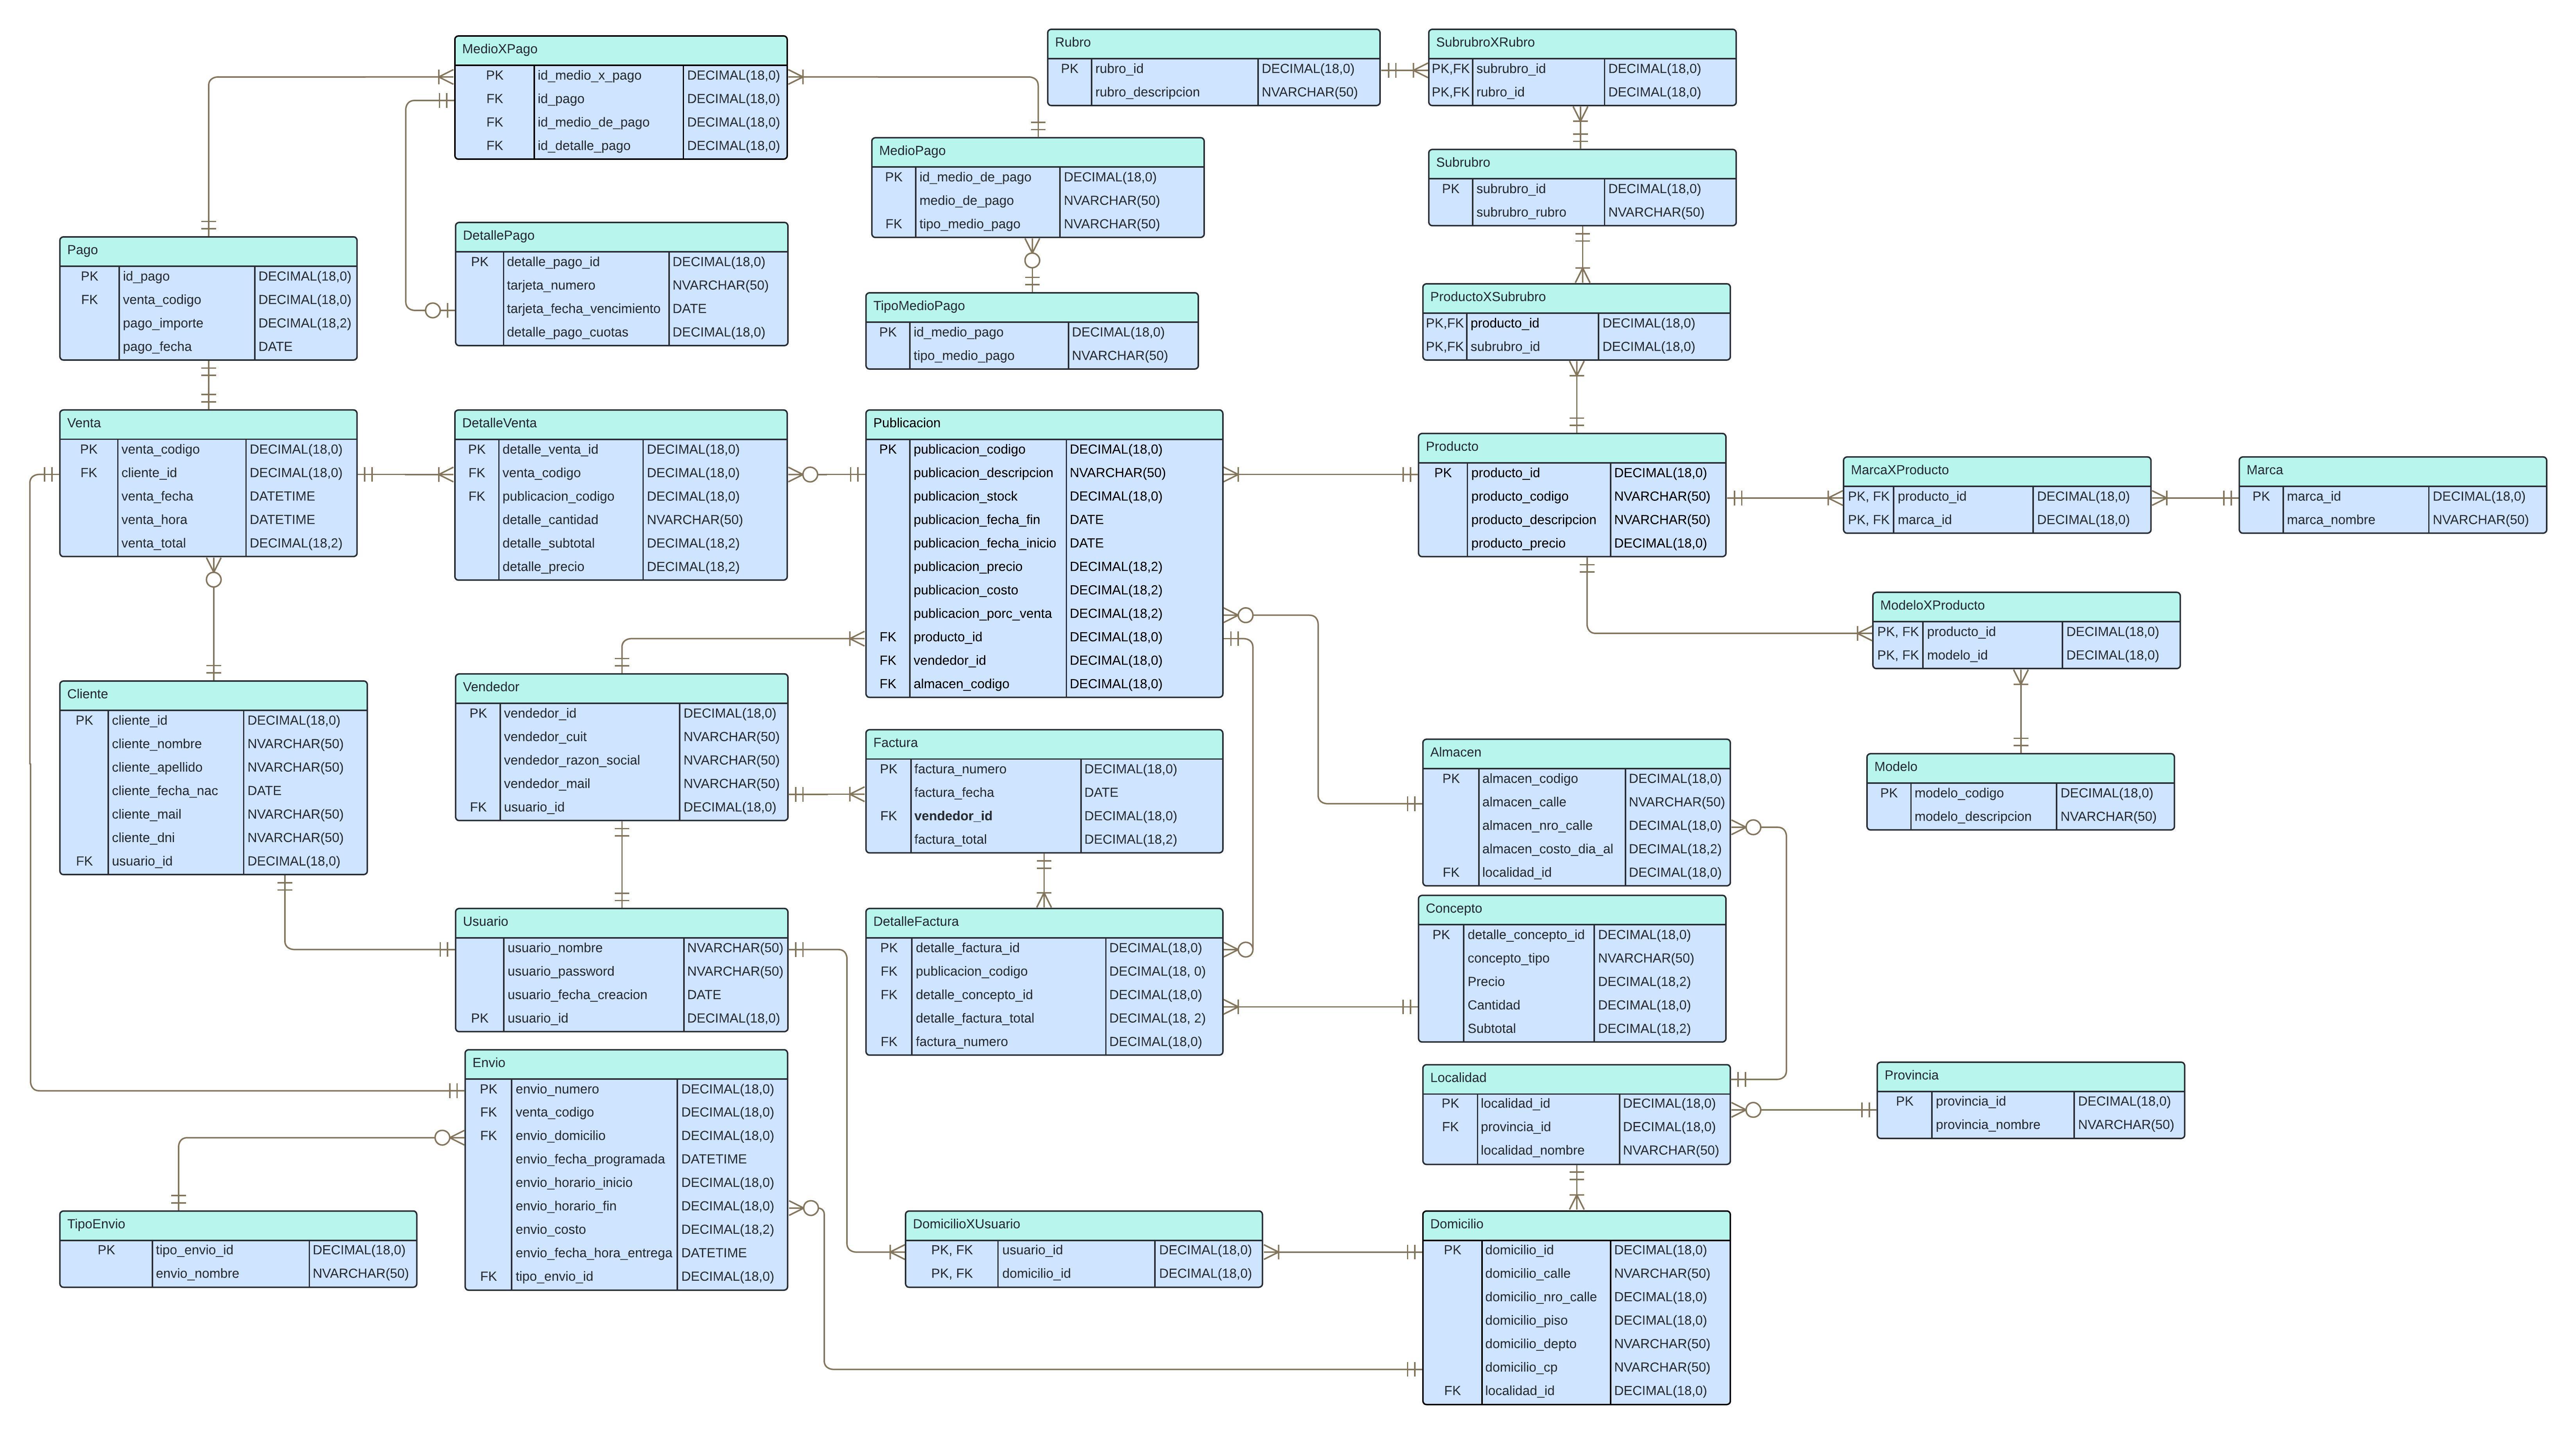 MedioXPago
PK id_medio_x_pago DECIMAL(18,0)
FK id_pago DECIMAL(18,0)
FK id_medio_de_pago DECIMAL(18,0)
FK id_detalle_pago DECIMAL(18,0)
Rubro
PK rubro_id DECIMAL(18,0)
rubro_descripcion NVARCHAR(50)
SubrubroXRubro
PK,FK subrubro_id DECIMAL(18,0)
PK,FK rubro_id DECIMAL(18,0)
MedioPago
PK id_medio_de_pago DECIMAL(18,0)
medio_de_pago NVARCHAR(50)
FK tipo_medio_pago NVARCHAR(50)
Subrubro
PK subrubro_id DECIMAL(18,0)
subrubro_rubro NVARCHAR(50)
Pago
PK id_pago DECIMAL(18,0)
FK venta_codigo DECIMAL(18,0)
pago_importe DECIMAL(18,2)
pago_fecha DATE
DetallePago
PK detalle_pago_id DECIMAL(18,0)
tarjeta_numero NVARCHAR(50)
tarjeta_fecha_vencimiento DATE
detalle_pago_cuotas DECIMAL(18,0)
TipoMedioPago
PK id_medio_pago DECIMAL(18,0)
tipo_medio_pago NVARCHAR(50)
ProductoXSubrubro
PK,FK producto_id DECIMAL(18,0)
PK,FK subrubro_id DECIMAL(18,0)
Venta
PK venta_codigo DECIMAL(18,0)
FK cliente_id DECIMAL(18,0)
venta_fecha DATETIME
venta_hora DATETIME
venta_total DECIMAL(18,2)
DetalleVenta
PK detalle_venta_id DECIMAL(18,0)
FK venta_codigo DECIMAL(18,0)
FK publicacion_codigo DECIMAL(18,0)
detalle_cantidad NVARCHAR(50)
detalle_subtotal DECIMAL(18,2)
detalle_precio DECIMAL(18,2)
Publicacion
PK publicacion_codigo DECIMAL(18,0)
publicacion_descripcion NVARCHAR(50)
publicacion_stock DECIMAL(18,0)
publicacion_fecha_fin DATE
publicacion_fecha_inicio DATE
publicacion_precio DECIMAL(18,2)
publicacion_costo DECIMAL(18,2)
publicacion_porc_venta DECIMAL(18,2)
FK producto_id DECIMAL(18,0)
FK vendedor_id DECIMAL(18,0)
FK almacen_codigo DECIMAL(18,0)
Producto
PK producto_id DECIMAL(18,0)
producto_codigo NVARCHAR(50)
producto_descripcion NVARCHAR(50)
producto_precio DECIMAL(18,0)
MarcaXProducto
PK, FK producto_id DECIMAL(18,0)
PK, FK marca_id DECIMAL(18,0)
Marca
PK marca_id DECIMAL(18,0)
marca_nombre NVARCHAR(50)
ModeloXProducto
PK, FK producto_id DECIMAL(18,0)
PK, FK modelo_id DECIMAL(18,0)
Cliente
PK cliente_id DECIMAL(18,0)
cliente_nombre NVARCHAR(50)
cliente_apellido NVARCHAR(50)
cliente_fecha_nac DATE
cliente_mail NVARCHAR(50)
cliente_dni NVARCHAR(50)
FK usuario_id DECIMAL(18,0)
Vendedor
PK vendedor_id DECIMAL(18,0)
vendedor_cuit NVARCHAR(50)
vendedor_razon_social NVARCHAR(50)
vendedor_mail NVARCHAR(50)
FK usuario_id DECIMAL(18,0)
Factura
PK factura_numero DECIMAL(18,0)
factura_fecha DATE
FK vendedor_id DECIMAL(18,0)
factura_total DECIMAL(18,2)
Almacen
PK almacen_codigo DECIMAL(18,0)
almacen_calle NVARCHAR(50)
almacen_nro_calle DECIMAL(18,0)
almacen_costo_dia_al DECIMAL(18,2)
FK localidad_id DECIMAL(18,0)
Modelo
PK modelo_codigo DECIMAL(18,0)
modelo_descripcion NVARCHAR(50)
Usuario
usuario_nombre NVARCHAR(50)
usuario_password NVARCHAR(50)
usuario_fecha_creacion DATE
PK usuario_id DECIMAL(18,0)
DetalleFactura
PK detalle_factura_id DECIMAL(18,0)
FK publicacion_codigo DECIMAL(18, 0)
FK detalle_concepto_id DECIMAL(18,0)
detalle_factura_total DECIMAL(18, 2)
FK factura_numero DECIMAL(18,0)
Concepto
PK detalle_concepto_id DECIMAL(18,0)
concepto_tipo NVARCHAR(50)
Precio DECIMAL(18,2)
Cantidad DECIMAL(18,0)
Subtotal DECIMAL(18,2)
Envio
PK envio_numero DECIMAL(18,0)
FK venta_codigo DECIMAL(18,0)
FK envio_domicilio DECIMAL(18,0)
envio_fecha_programada DATETIME
envio_horario_inicio DECIMAL(18,0)
envio_horario_fin DECIMAL(18,0)
envio_costo DECIMAL(18,2)
envio_fecha_hora_entrega DATETIME
FK tipo_envio_id DECIMAL(18,0)
Localidad
PK localidad_id DECIMAL(18,0)
FK provincia_id DECIMAL(18,0)
localidad_nombre NVARCHAR(50)
Provincia
PK provincia_id DECIMAL(18,0)
provincia_nombre NVARCHAR(50)
TipoEnvio
PK tipo_envio_id DECIMAL(18,0)
envio_nombre NVARCHAR(50)
DomicilioXUsuario
PK, FK usuario_id DECIMAL(18,0)
PK, FK domicilio_id DECIMAL(18,0)
Domicilio
PK domicilio_id DECIMAL(18,0)
domicilio_calle NVARCHAR(50)
domicilio_nro_calle DECIMAL(18,0)
domicilio_piso DECIMAL(18,0)
domicilio_depto NVARCHAR(50)
domicilio_cp NVARCHAR(50)
FK localidad_id DECIMAL(18,0)